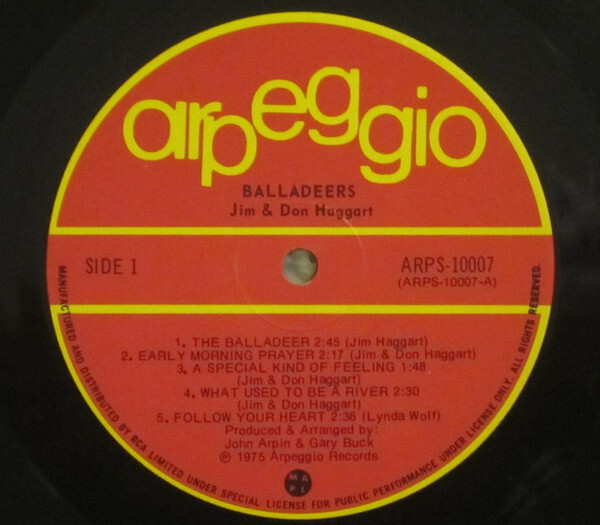 arpeggio
BALLADEERS
Jim & Don Haggart
SIDE 1
ARPS-10007
(ARPS-10007-A)
1. THE BALLADEER 2:45 (Jim Haggart)
2. EARLY MORNING PRAYER 2:17 (Jim & Don Haggart)
3. A SPECIAL KIND OF FEELING 1:48
(Jim & Don Haggart)
4. WHAT USED TO BE A RIVER 2:30
(Jim & Don Haggart)
5. FOLLOW YOUR HEART 2:36 (Lynda Wolf)
Produced & Arranged by:
John Arpin & Gary Buck
℗ 1975 Arpeggio Records
MA
PL
MANUFACTURED AND DISTRIBUTED BY RCA LIMITED UNDER SPECIAL LICENSE FOR PUBLIC PERFORMANCE UNDER LICENSE ONLY. ALL RIGHTS RESERVED.